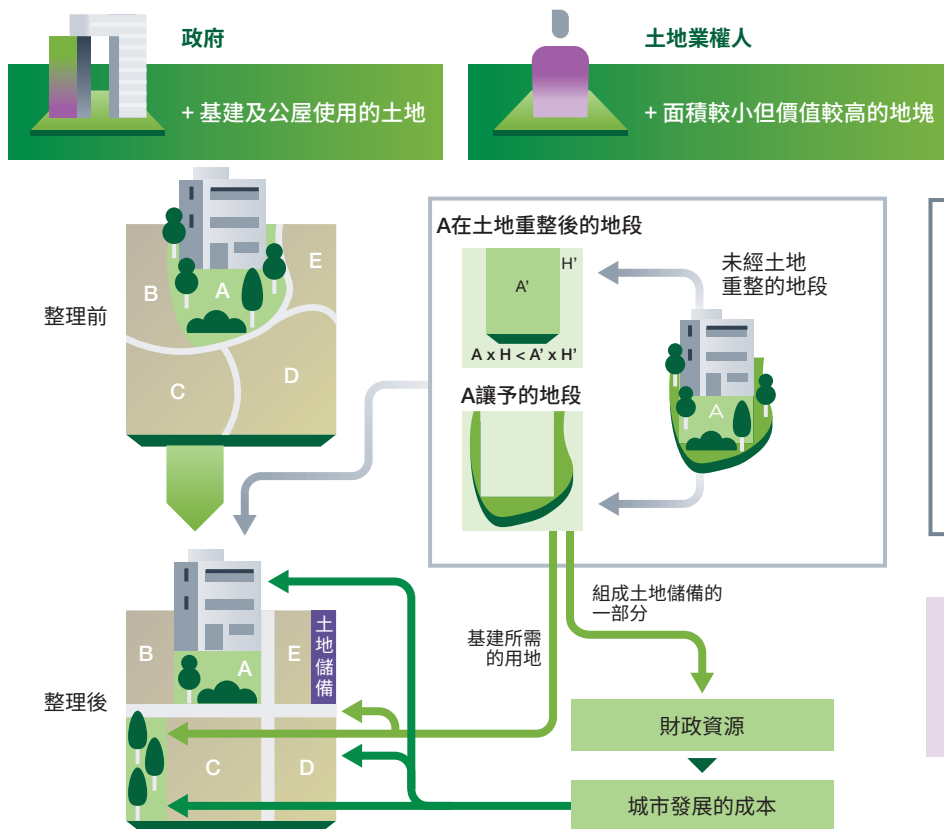 政府
+ 基建及公屋使用的土地
土地業權人
+ 面積較小但價值較高的地塊
整理前
B
A
E
C
D
A在土地重整後的地段
A'
H'
A x H < A' x H'
未經土地
重整的地段
A
A讓予的地段
組成土地儲備的
一部分
基建所需
的用地
整理後
B
A
E
土地儲備
C
D
財政資源
城市發展的成本